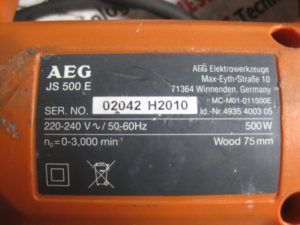 AEG
JS 500 E
AEG Elektrowerkzeuge
Max-Eyth-Straße 10
71364 Winnenden, Germany
MC-M01-011500E
SER. NO. 02042 H2010
Id.-Nr.4935 4003 05
220-240 V ∿ / 50-60Hz
500W
n₀=0-3,000 min⁻¹
Wood 75mm